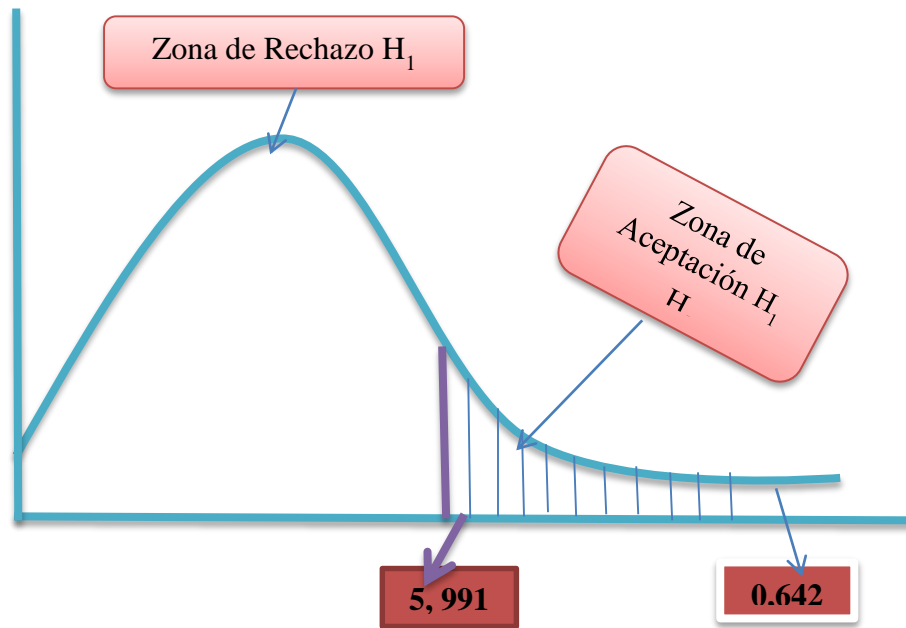 Zona de Rechazo H₁
Zona de
Aceptación H₁
H
5, 991
0.642